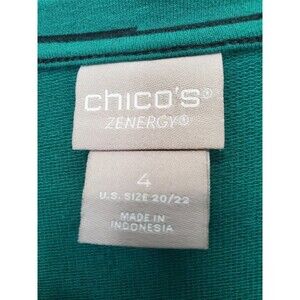 chico's®
ZENERGY®
4
U.S. SIZE 20/22
MADE IN
INDONESIA